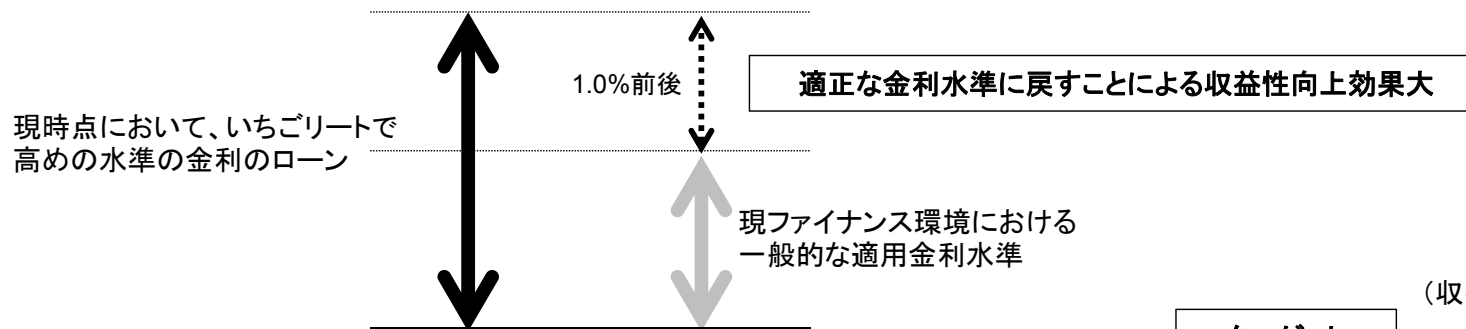 1.0%前後
適正な金利水準に戻すことによる収益性向上効果大
現時点において、いちごリートで
高めの水準の金利のローン
現ファイナンス環境における
一般的な適用金利水準
（収